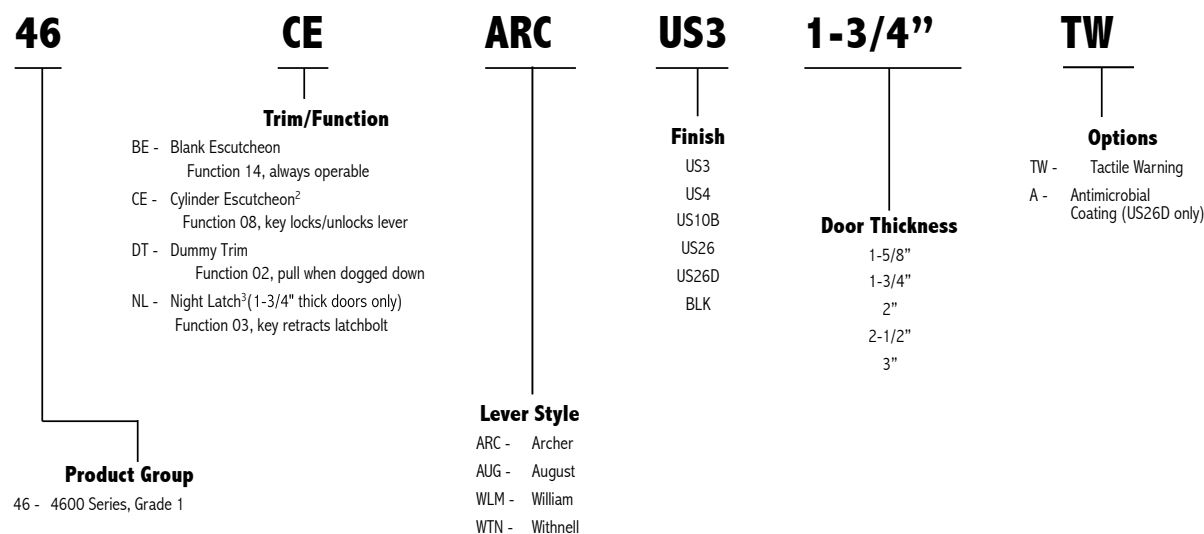 46 CE ARC US3 1-3/4” TW
Trim/Function
BE - Blank Escutcheon
Function 14, always operable
CE - Cylinder Escutcheon2
Function 08, key locks/unlocks lever
DT - Dummy Trim
Function 02, pull when dogged down
NL - Night Latch3(1-3/4" thick doors only)
Function 03, key retracts latchbolt
Finish
US3
US4
US10B
US26
US26D
BLK
Door Thickness
1-5/8”
1-3/4”
2”
2-1/2”
3”
Options
TW - Tactile Warning
A - Antimicrobial
Coating (US26D only)
Product Group
46 - 4600 Series, Grade 1
Lever Style
ARC - Archer
AUG - August
WLM - William
WTN - Withnell